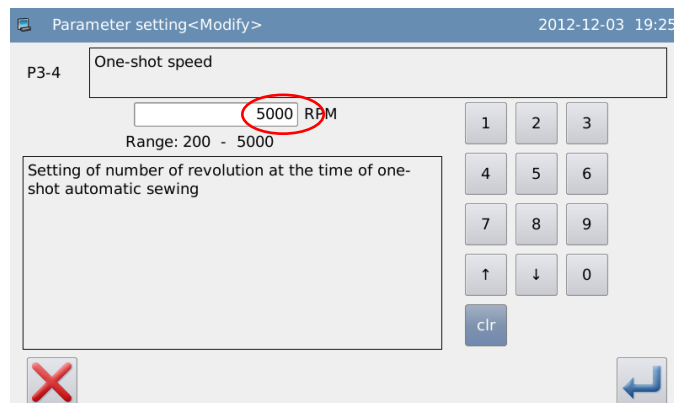 Parameter setting<Modify> 2012-12-03 19:25
P3-4
One-shot speed
5000 RPM
Range: 200 - 5000
Setting of number of revolution at the time of one-
shot automatic sewing
1 2 3
4 5 6
7 8 9
↑ ↓ 0
clr